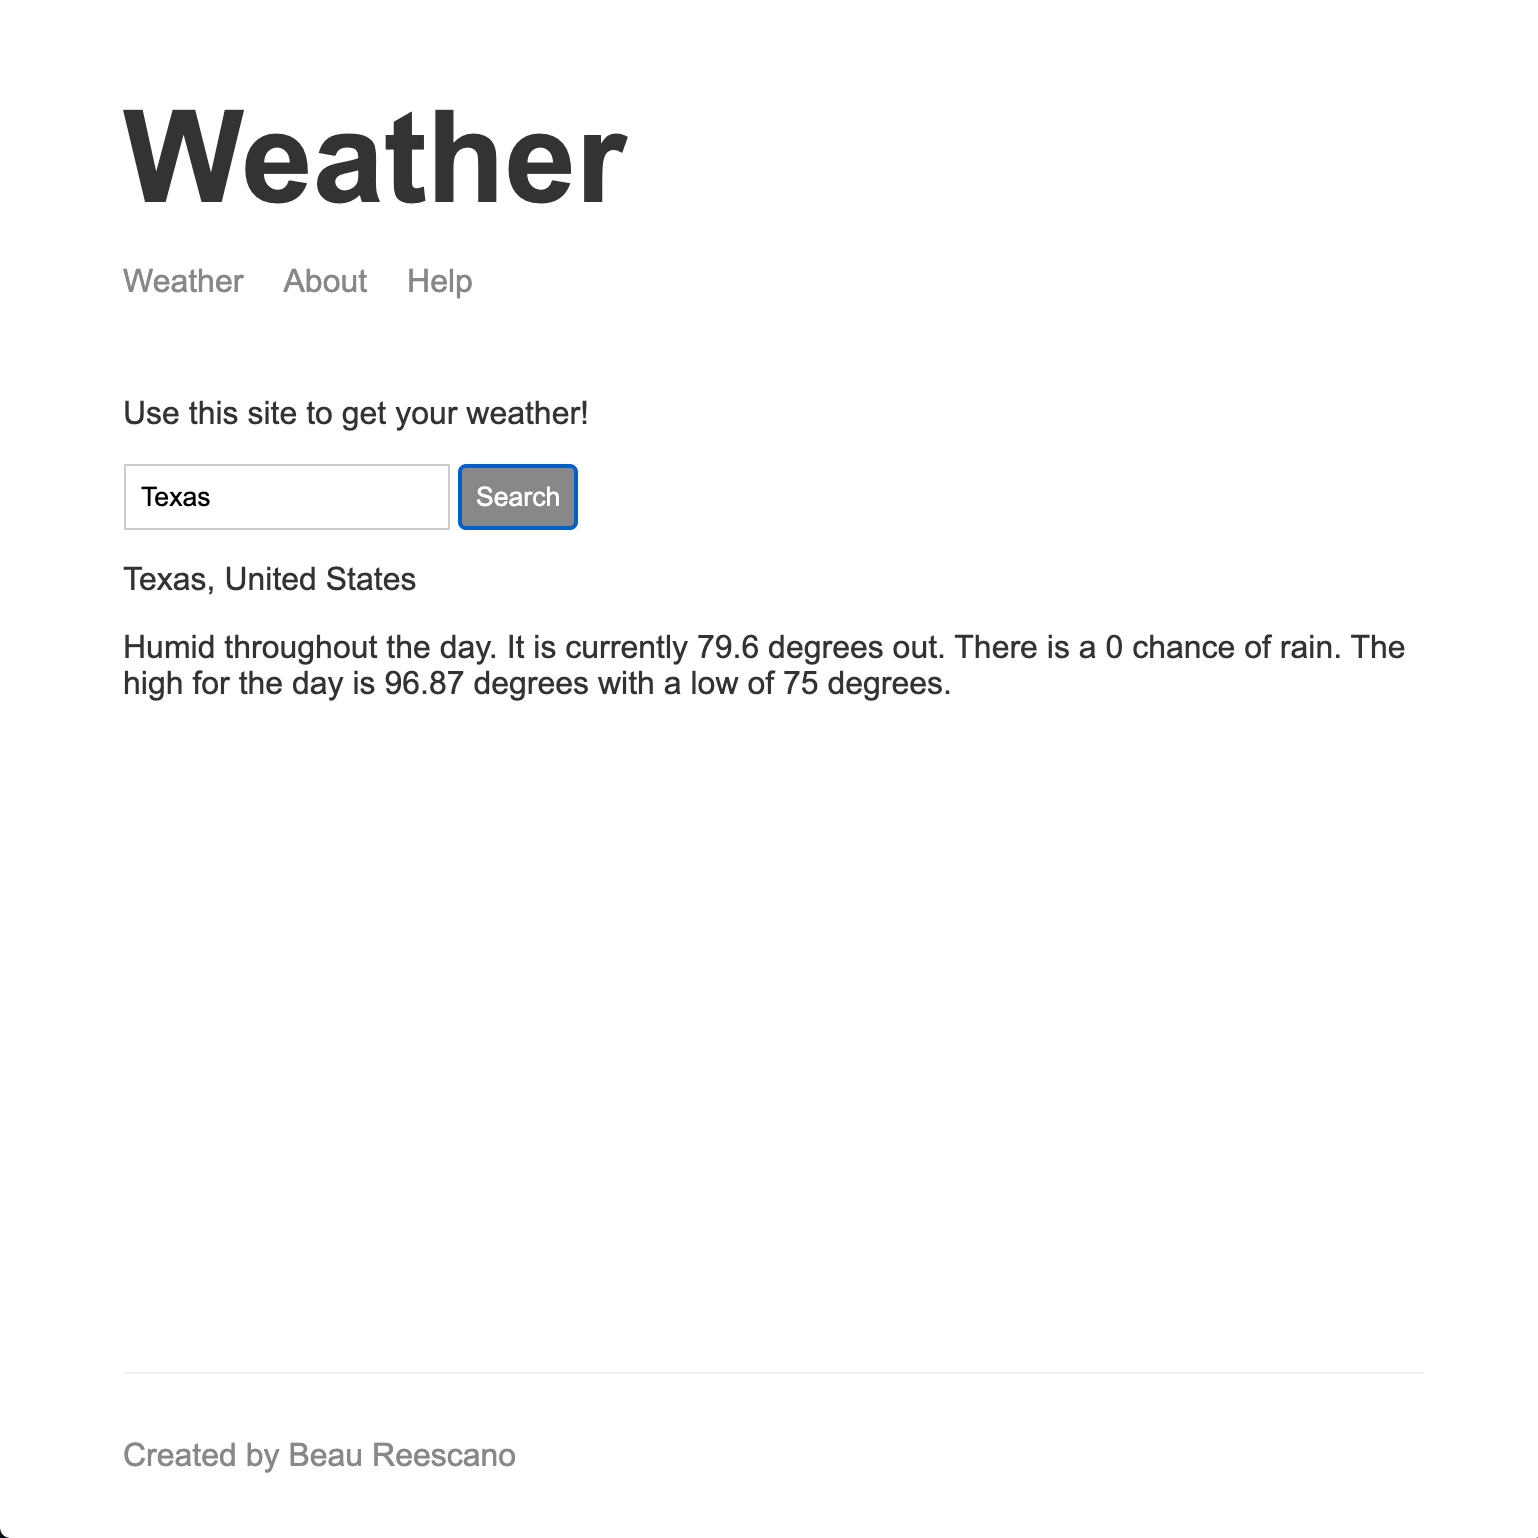 Weather
Weather About Help
Use this site to get your weather!
Texas Search
Texas, United States
Humid throughout the day. It is currently 79.6 degrees out. There is a 0 chance of rain. The
high for the day is 96.87 degrees with a low of 75 degrees.
Created by Beau Reescano